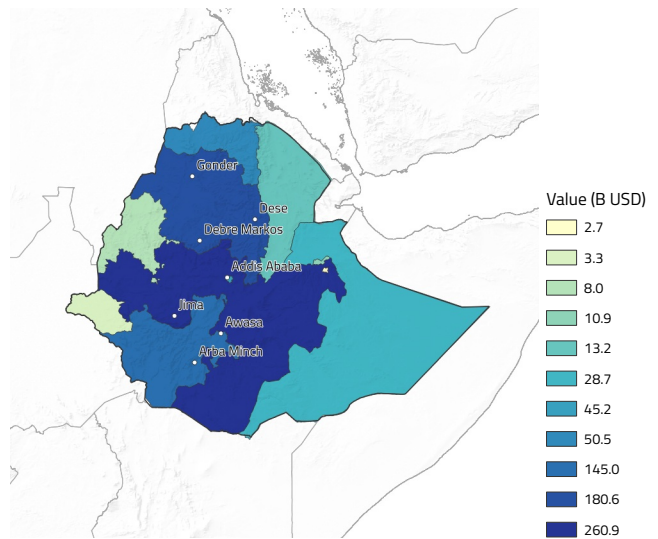 Gonder
Dese
Debre Markos
Addis Ababa
Jima
Awasa
Arba Minch
Value (B USD)
2.7
3.3
8.0
10.9
13.2
28.7
45.2
50.5
145.0
180.6
260.9